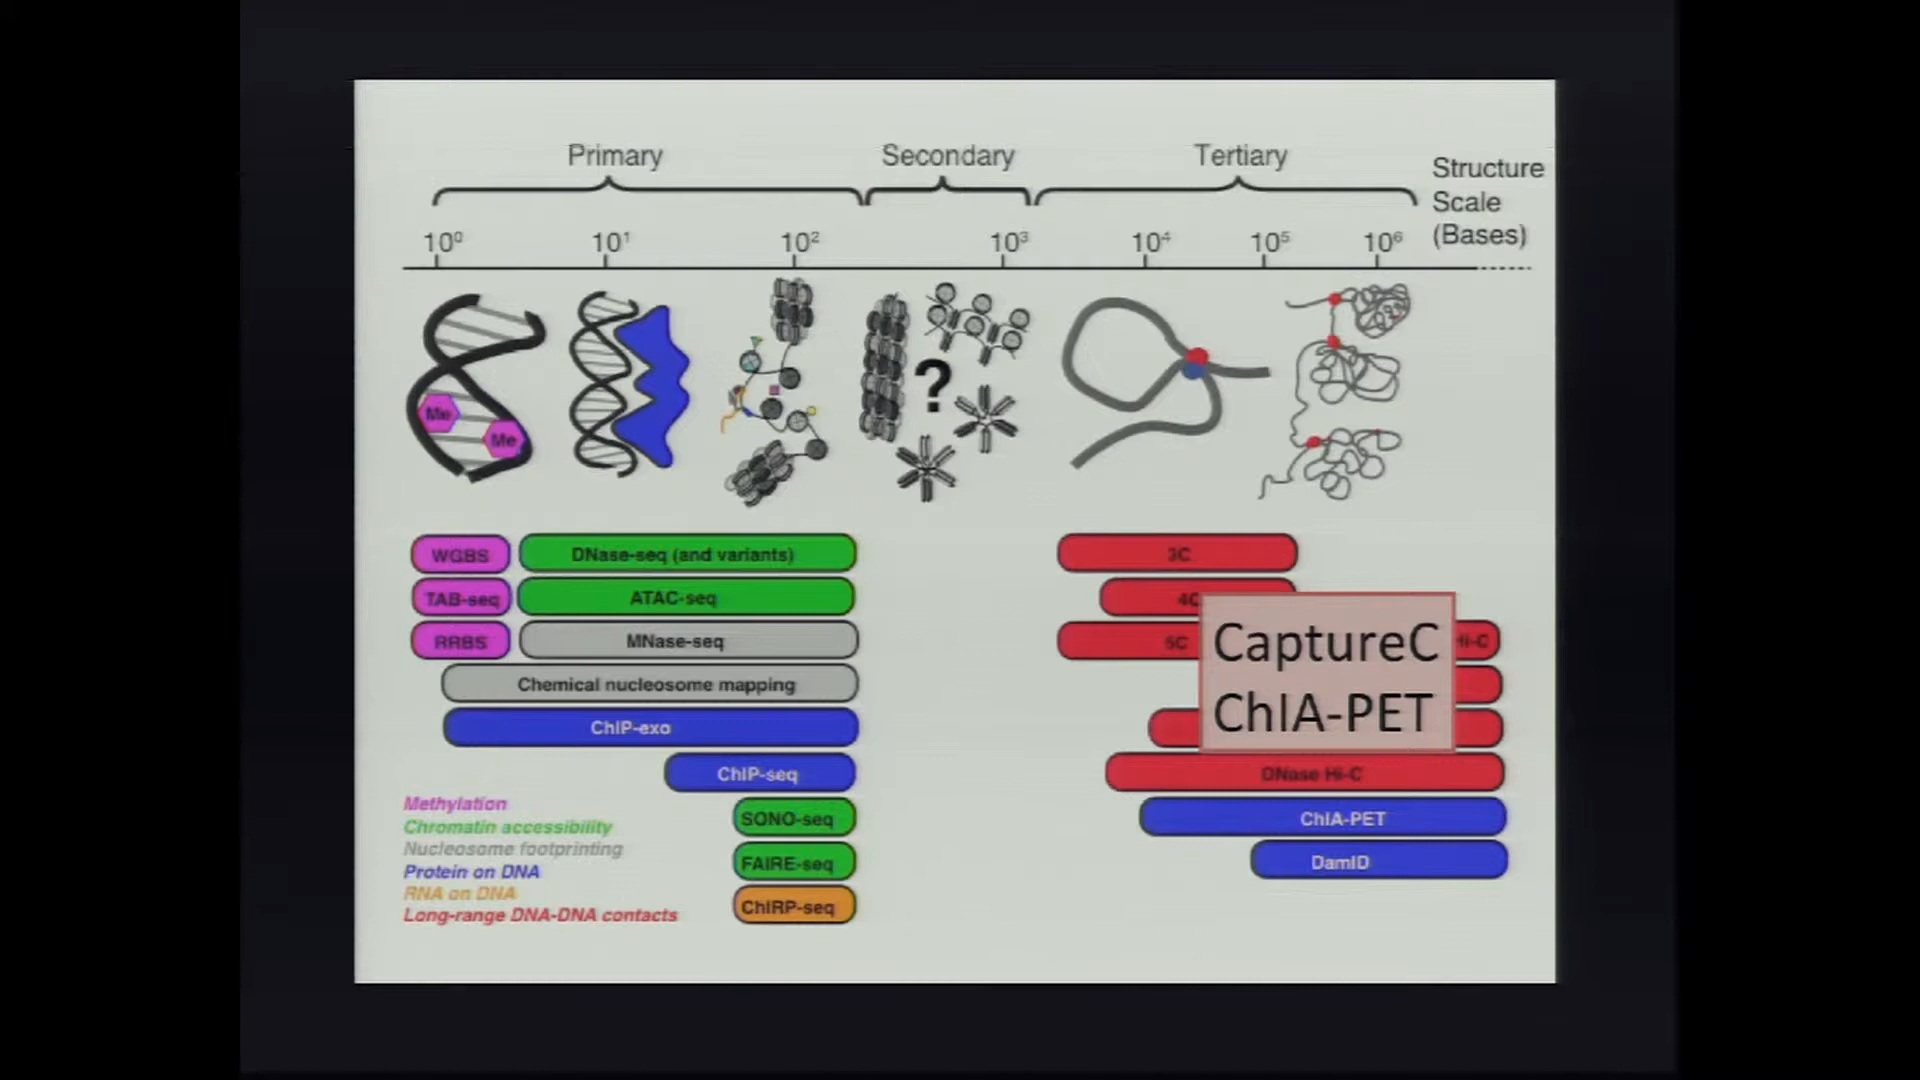 Primary
Secondary
Tertiary
Structure
Scale
(Bases)
10⁰
10¹
10²
10³
10⁴
10⁵
10⁶
Me
Me
?
WGBS
DNase-seq (and variants)
3C
TAB-seq
ATAC-seq
4C
RRBS
MNase-seq
5C
Hi-C
CaptureC
ChIA-PET
Chemical nucleosome mapping
ChIP-exo
ChIP-seq
DNase Hi-C
Methylation
Chromatin accessibility
Nucleosome footprinting
Protein on DNA
RNA on DNA
Long-range DNA-DNA contacts
SONO-seq
ChIA-PET
FAIRE-seq
DamID
ChIRP-seq